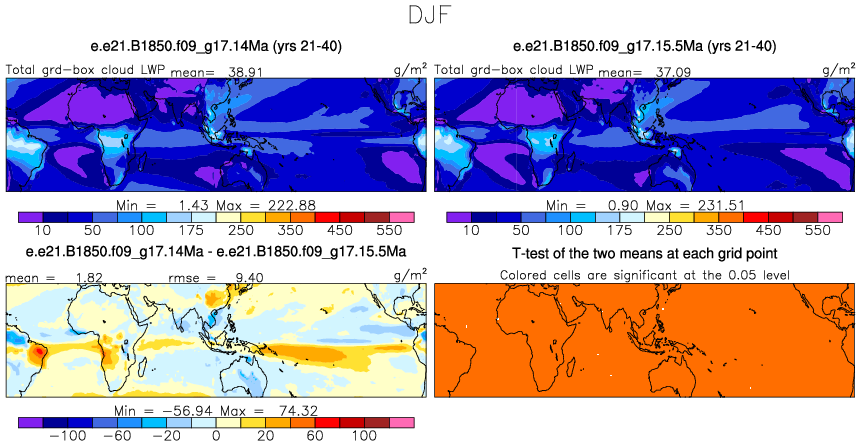 DJF
e.e21.B1850.f09_g17.14Ma (yrs 21-40)
Total grd-box cloud LWP mean= 38.91 g/m²
Min = 1.43 Max = 222.88
10 50 100 175 250 350 450 550
e.e21.B1850.f09_g17.15.5Ma (yrs 21-40)
Total grd-box cloud LWP mean= 37.09 g/m²
Min = 0.90 Max = 231.51
10 50 100 175 250 350 450 550
e.e21.B1850.f09_g17.14Ma - e.e21.B1850.f09_g17.15.5Ma
mean = 1.82 rmse = 9.40 g/m²
Min = -56.94 Max = 74.32
-100 -60 -20 0 20 60 100
T-test of the two means at each grid point
Colored cells are significant at the 0.05 level